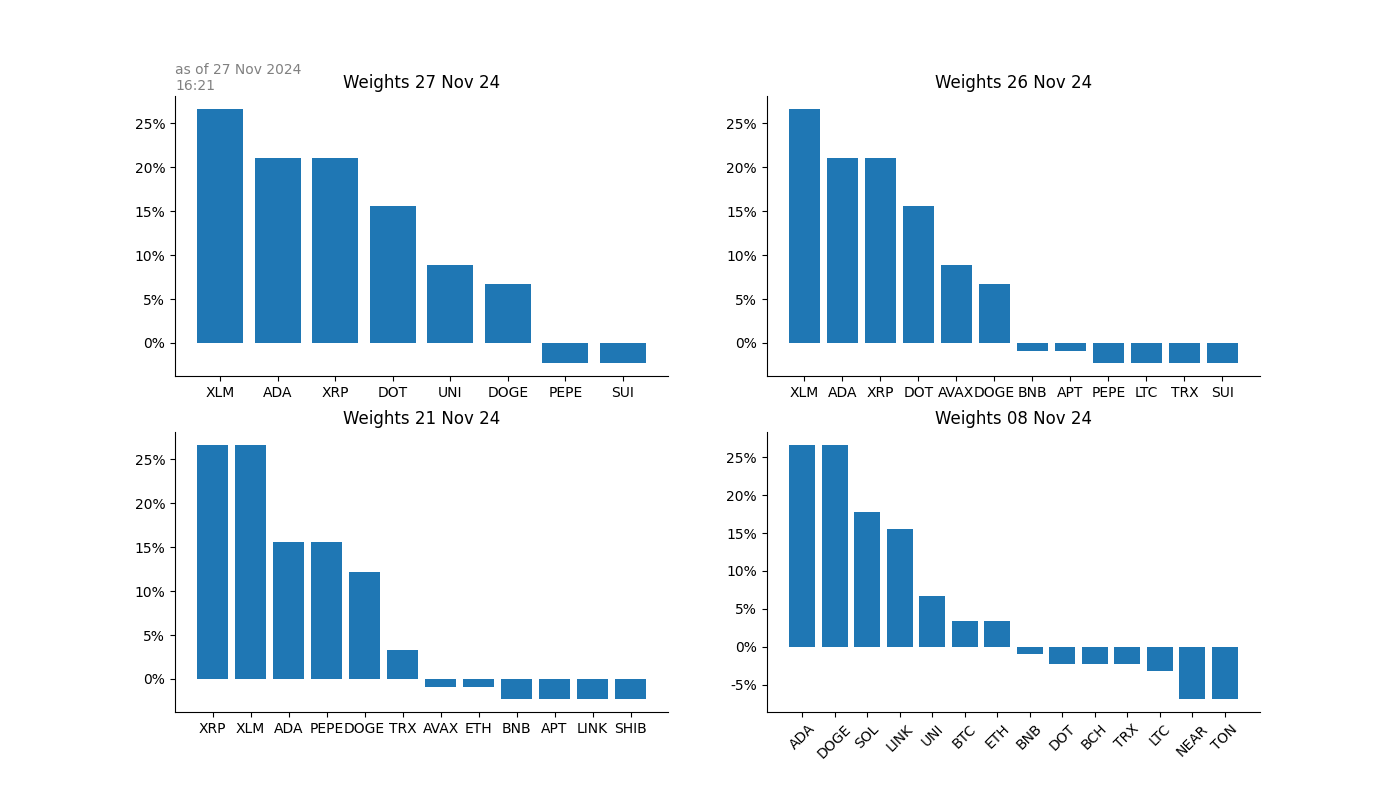 as of 27 Nov 2024
16:21
Weights 27 Nov 24
25%
20%
15%
10%
5%
0%
XLM ADA XRP DOT UNI DOGE PEPE SUI
Weights 26 Nov 24
25%
20%
15%
10%
5%
0%
XLM ADA XRP DOT AVAX DOGE BNB APT PEPE LTC TRX SUI
Weights 21 Nov 24
25%
20%
15%
10%
5%
0%
XRP XLM ADA PEPE DOGE TRX AVAX ETH BNB APT LINK SHIB
Weights 08 Nov 24
25%
20%
15%
10%
5%
0%
-5%
ADA DOGE SOL LINK UNI BTC ETH BNB DOT BCH TRX LTC NEAR TON